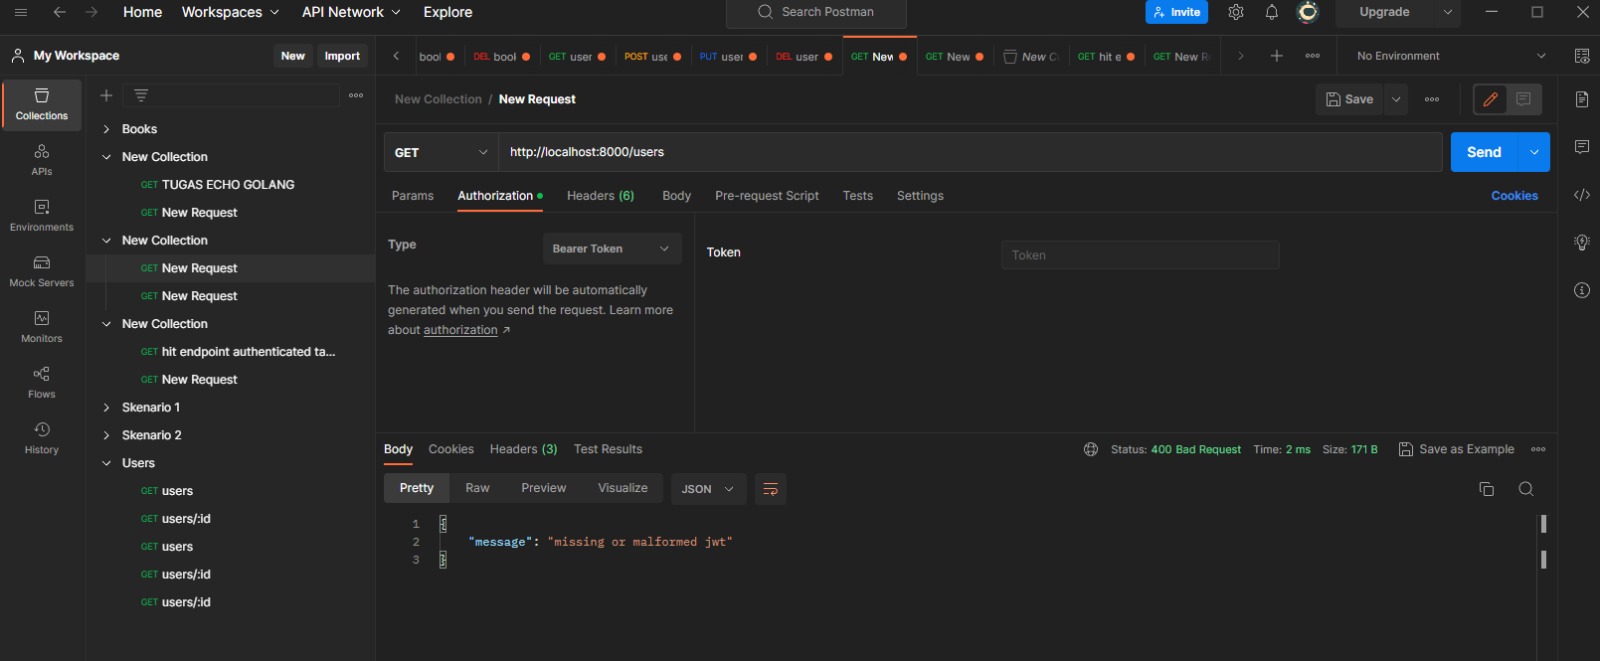 Home Workspaces API Network Explore Search Postman Invite Upgrade
My Workspace New Import
bool DEL book GET user POST use PUT user DEL user GET New GET New New C GET hit e GET New R No Environment
Collections
APIs
Environments
Mock Servers
Monitors
Flows
History
Books
New Collection
GET TUGAS ECHO GOLANG
GET New Request
New Collection
GET New Request
GET New Request
New Collection
GET hit endpoint authenticated ta...
GET New Request
Skenario 1
Skenario 2
Users
GET users
GET users/:id
GET users
GET users/:id
GET users/:id
New Collection / New Request Save
GET http://localhost:8000/users Send
Params Authorization Headers (6) Body Pre-request Script Tests Settings Cookies
Type Bearer Token
The authorization header will be automatically
generated when you send the request. Learn more
about authorization ↗
Token Token
Body Cookies Headers (3) Test Results Status: 400 Bad Request Time: 2 ms Size: 171 B Save as Example
Pretty Raw Preview Visualize JSON
1 {
2 "message": "missing or malformed jwt"
3 }